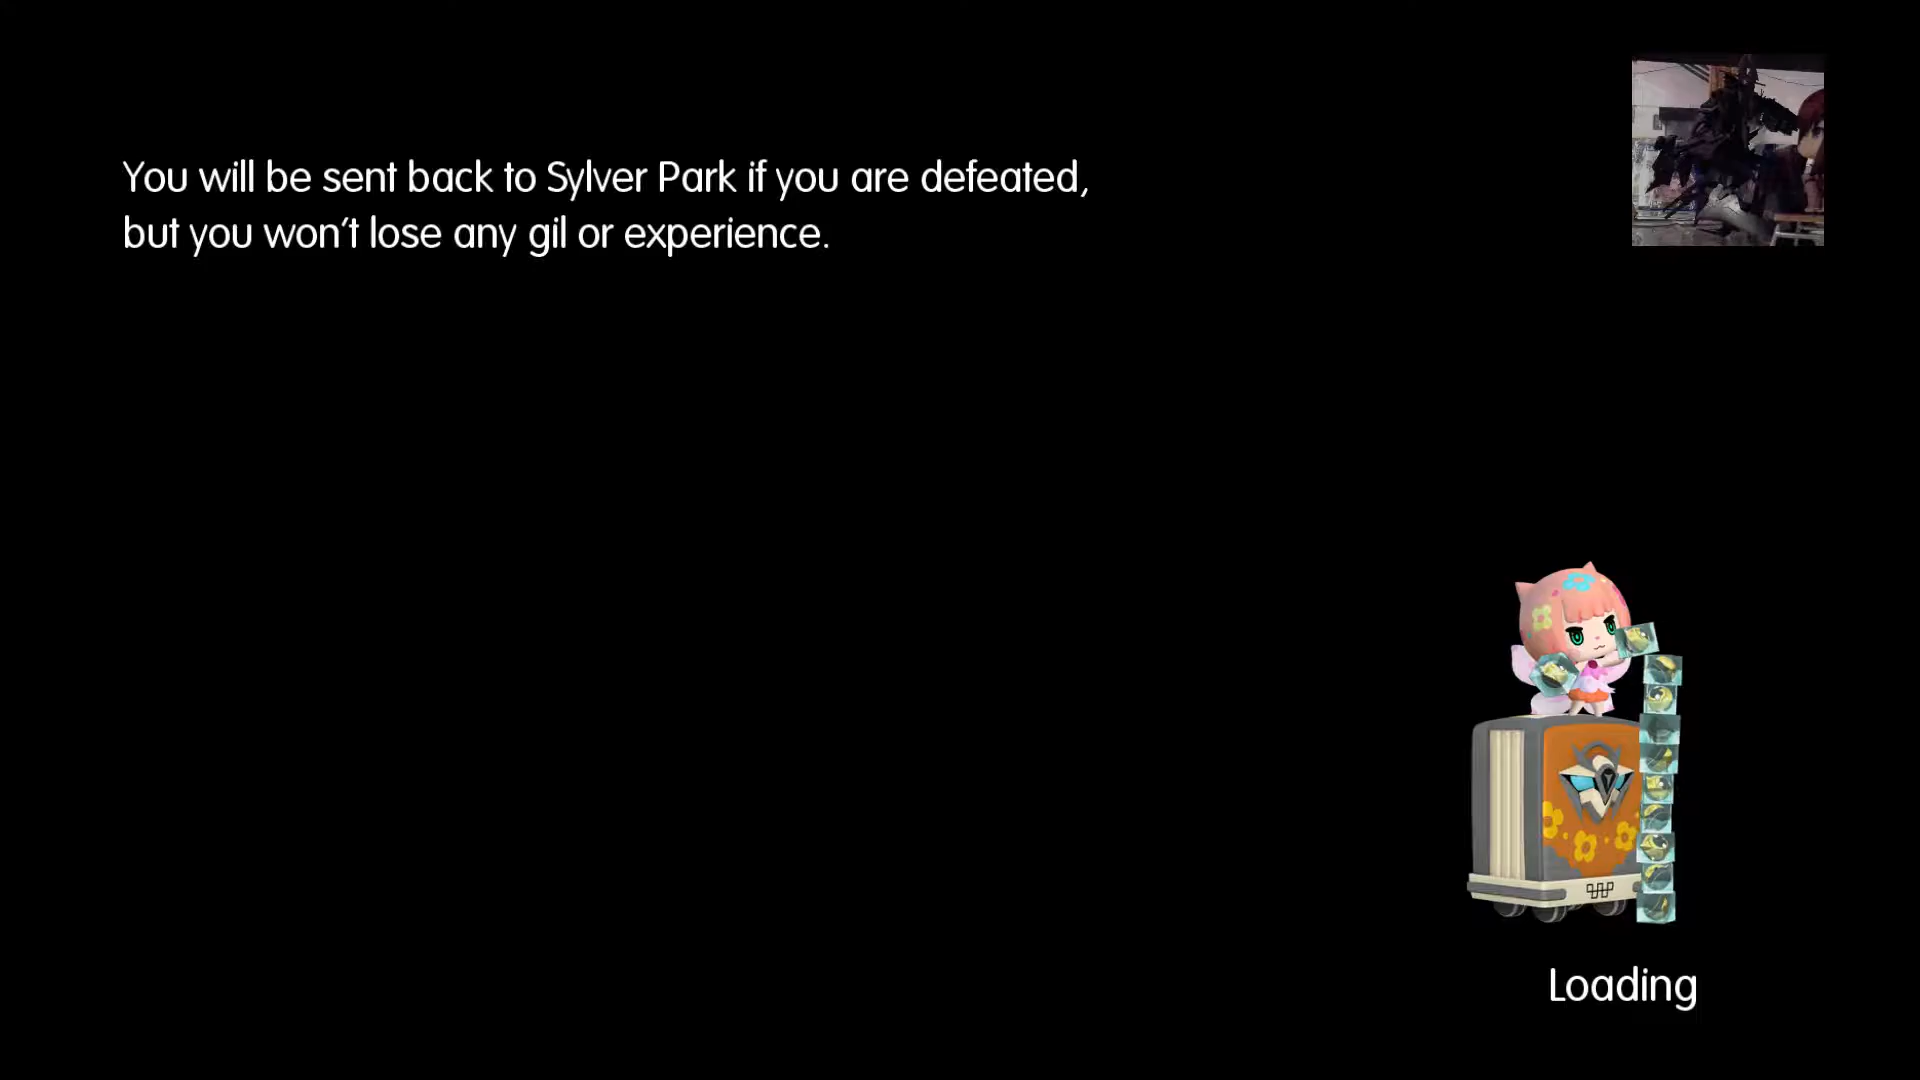 You will be sent back to Sylver Park if you are defeated,
but you won't lose any gil or experience.
Loading